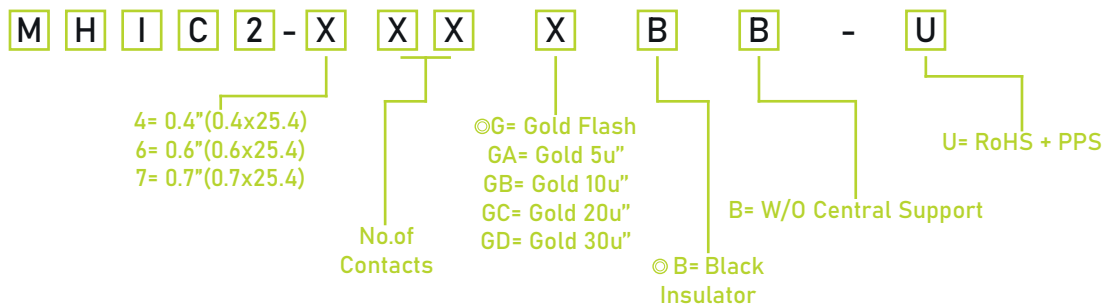 MHIC2-X XX X B B - U
4= 0.4"(0.4x25.4)
6= 0.6"(0.6x25.4)
7= 0.7"(0.7x25.4)
No.of
Contacts
◎G= Gold Flash
GA= Gold 5u”
GB= Gold 10u”
GC= Gold 20u”
GD= Gold 30u”
◎ B= Black
Insulator
B= W/O Central Support
U= RoHS + PPS